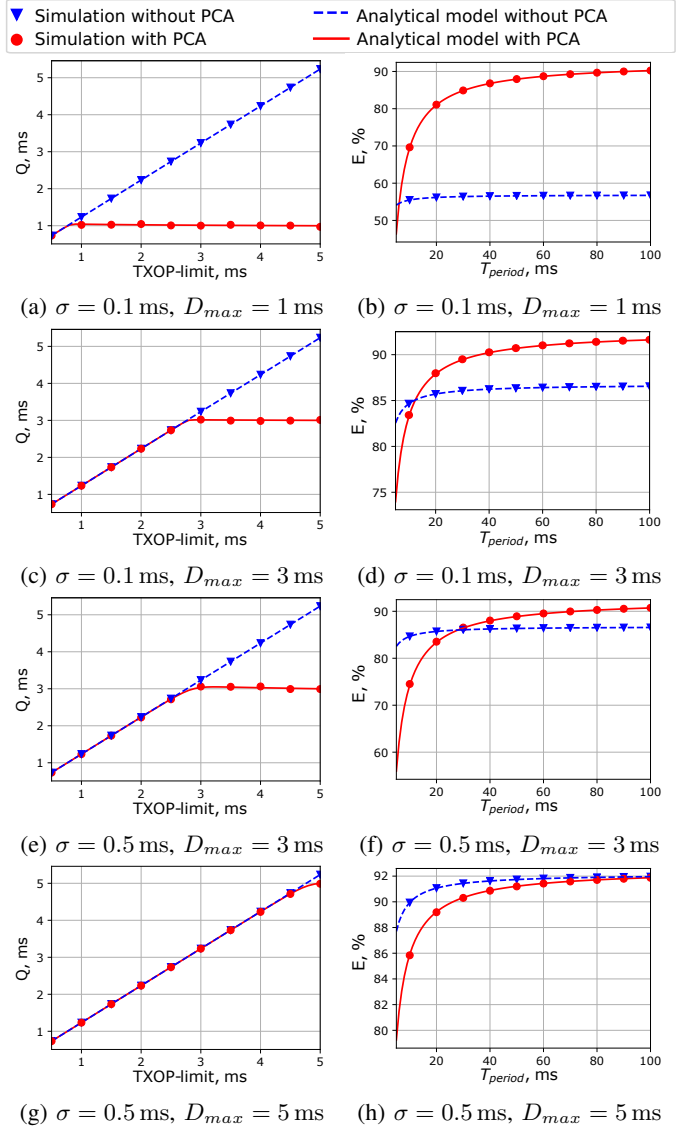 Simulation without PCA
Analytical model without PCA
Simulation with PCA
Analytical model with PCA
5
4
3
2
1
Q, ms
1 2 3 4 5
TXOP-limit, ms
90
80
70
60
50
E, %
20 40 60 80 100
T_period, ms
(a) σ = 0.1 ms, D_max = 1 ms
(b) σ = 0.1 ms, D_max = 1 ms
5
4
3
2
1
Q, ms
1 2 3 4 5
TXOP-limit, ms
90
85
80
75
E, %
20 40 60 80 100
T_period, ms
(c) σ = 0.1 ms, D_max = 3 ms
(d) σ = 0.1 ms, D_max = 3 ms
5
4
3
2
1
Q, ms
1 2 3 4 5
TXOP-limit, ms
90
80
70
60
E, %
20 40 60 80 100
T_period, ms
(e) σ = 0.5 ms, D_max = 3 ms
(f) σ = 0.5 ms, D_max = 3 ms
5
4
3
2
1
Q, ms
1 2 3 4 5
TXOP-limit, ms
92
90
88
86
84
82
80
E, %
20 40 60 80 100
T_period, ms
(g) σ = 0.5 ms, D_max = 5 ms
(h) σ = 0.5 ms, D_max = 5 ms